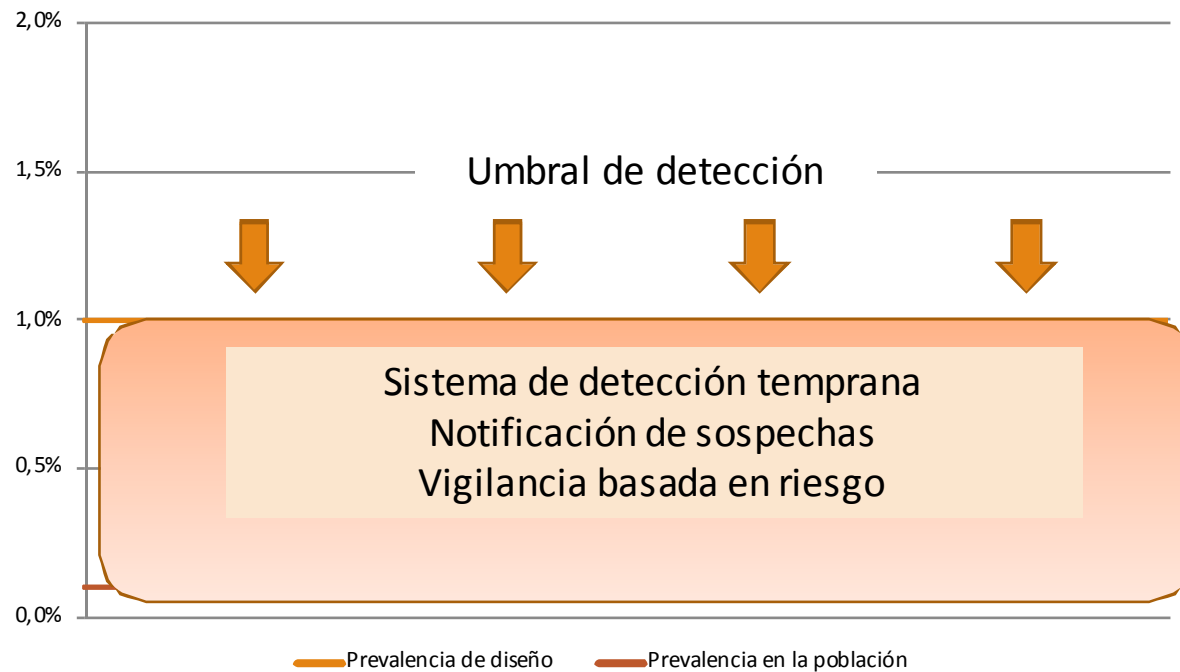 2,0%
1,5%
Umbral de detección
1,0%
Sistema de detección temprana
Notificación de sospechas
Vigilancia basada en riesgo
0,5%
0,0%
Prevalencia de diseño
Prevalencia en la población